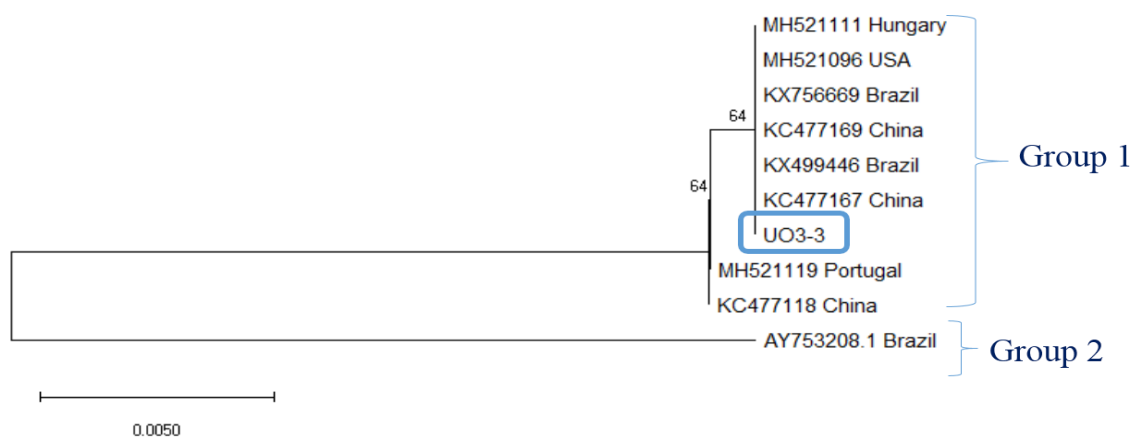 MH521111 Hungary
MH521096 USA
KX756669 Brazil
64
KC477169 China
Group 1
KX499446 Brazil
64
KC477167 China
UO3-3
MH521119 Portugal
KC477118 China
AY753208.1 Brazil
Group 2
0.0050